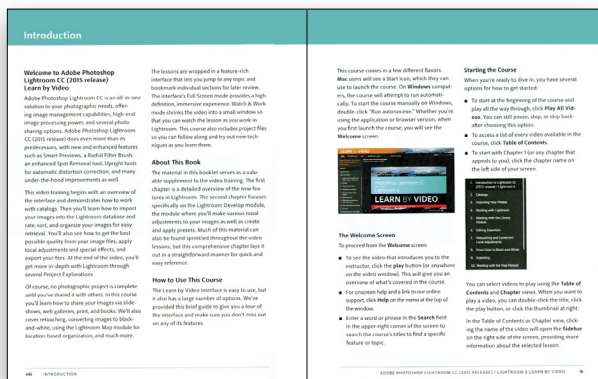 Introduction
Welcome to Adobe Photoshop
Lightroom CC (2015 release)
Learn by Video
Adobe Photoshop Lightroom CC is an all-in-one
solution to your photographic needs, offer-
ing image management capabilities, high-end
image processing power, and several photo
sharing options. Adobe Photoshop Lightroom
CC (2015 release) does even more than its
predecessors, with new and enhanced features
such as Smart Previews, a Radial Filter Brush,
an enhanced Spot Removal tool, Upright tools
for automatic distortion correction, and many
under-the-hood improvements as well.
This video training begins with an overview of
the interface and demonstrates how to work
with catalogs. Then you'll learn how to import
your images into the Lightroom database and
rate, sort, and organize your images for easy
retrieval. You'll also see how to get the best
possible quality from your image files, apply
local adjustments and special effects, and
export your files. At the end of the video, you'll
get more in-depth with Lightroom through
several Project Explorations.
Of course, no photographic project is complete
until you've shared it with others. In this course
you'll learn how to share your images via slide-
shows, web galleries, print, and books. We'll also
cover retouching, converting images to black-
and-white, using the Lightroom Map module for
location-based organization, and much more.
The lessons are wrapped in a feature-rich
interface that lets you jump to any topic and
bookmark individual sections for later review.
The interface's Full Screen mode provides a high-
definition, immersive experience. Watch & Work
mode shrinks the video into a small window so
that you can watch the lesson as you work in
Lightroom. This course also includes project files
so you can follow along and try out new tech-
niques as you learn them.
About This Book
The material in this booklet serves as a valu-
able supplement to the video training. The first
chapter is a detailed overview of the new fea-
tures in Lightroom. The second chapter focuses
specifically on the Lightroom Develop module,
the module where you'll make various tonal
adjustments to your images as well as create
and apply presets. Much of this material can
also be found sprinkled throughout the video
lessons, but this comprehensive chapter lays it
out in a straightforward manner for quick and
easy reference.
How to Use This Course
The Learn by Video interface is easy to use, but
it also has a large number of options. We've
provided this brief guide to give you a tour of
the interface and make sure you don't miss out
on any of its features.
viii INTRODUCTION
This course comes in a few different flavors.
Mac users will see a Start icon, which they can
use to launch the course. On Windows comput-
ers, the course will attempt to run automati-
cally. To start the course manually on Windows,
double-click "Run autorun.exe." Whether you're
using the application or browser version, when
you first launch the course, you will see the
Welcome screen.
LEARN BY VIDEO
The Welcome Screen
To proceed from the Welcome screen:
■ To see the video that introduces you to the
instructor, click the play button (or anywhere
on the video window). This will give you an
overview of what's covered in the course.
■ For onscreen help and a link to our online
support, click Help on the menu at the top of
the window.
■ Enter a word or phrase in the Search field
in the upper-right corner of the screen to
search the course's titles to find a specific
feature or topic.
Starting the Course
When you're ready to dive in, you have several
options for how to get started:
■ To start at the beginning of the course and
play all the way through, click Play All Vid-
eos. You can still pause, stop, or skip back
after choosing this option.
■ To access a list of every video available in the
course, click Table of Contents.
■ To start with Chapter 1 (or any chapter that
appeals to you), click the chapter name on
the left side of your screen.
You can select videos to play using the Table of
Contents and Chapter views. When you want to
play a video, you can double-click the title, click
the play button, or click the thumbnail at right.
In the Table of Contents or Chapter view, click-
ing the name of the video will open the Sidebar
on the right side of the screen, providing more
information about the selected lesson.
ADOBE PHOTOSHOP LIGHTROOM CC (2015 RELEASE) / LIGHTROOM 6 LEARN BY VIDEO ix